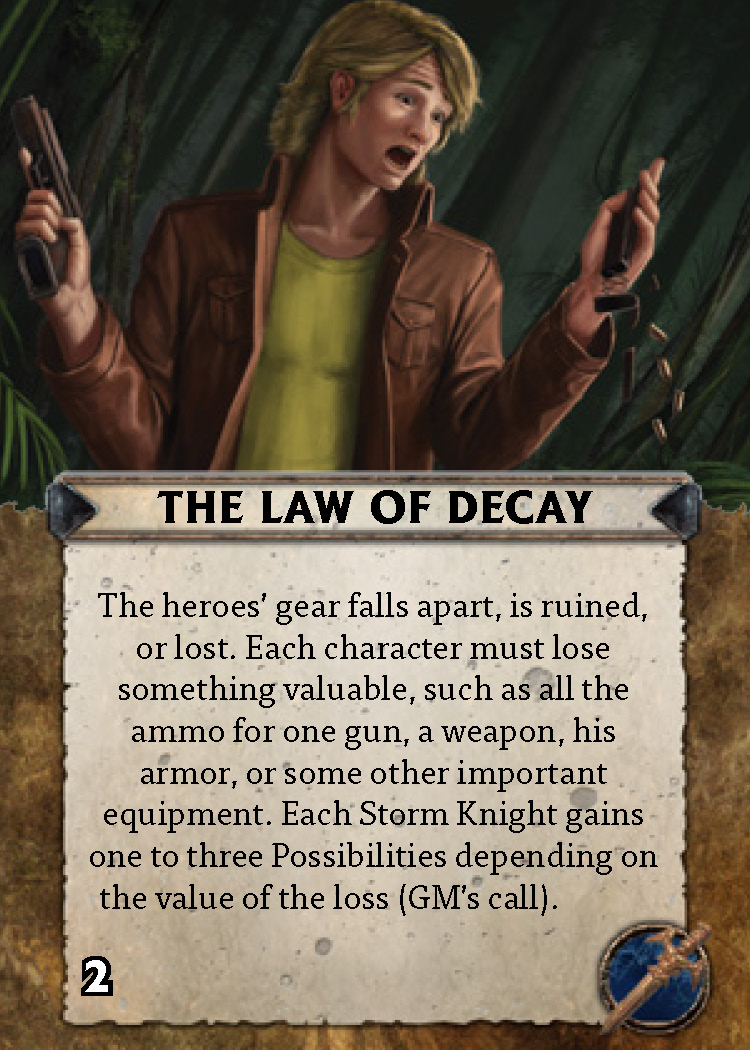 THE LAW OF DECAY
The heroes’ gear falls apart, is ruined,
or lost. Each character must lose
something valuable, such as all the
ammo for one gun, a weapon, his
armor, or some other important
equipment. Each Storm Knight gains
one to three Possibilities depending on
the value of the loss (GM’s call).
2